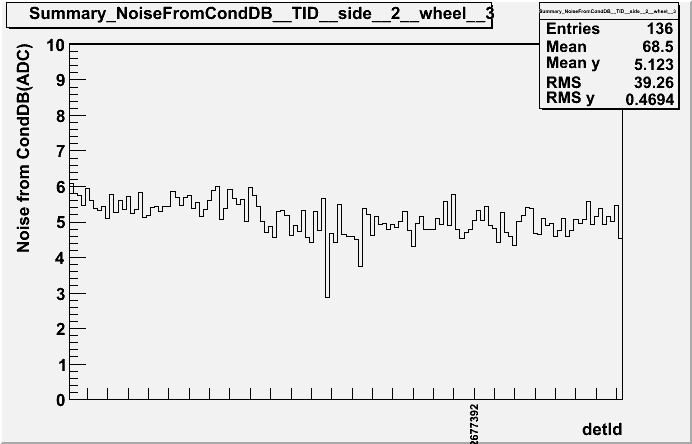 Summary_NoiseFromCondDB__TID__side__2__wheel__3
Summary_NoiseFromCondDB__TID__side__2__wheel__3
Entries 136
Mean 68.5
Mean y 5.123
RMS 39.26
RMS y 0.4694
Noise from CondDB(ADC)
10
9
8
7
6
5
4
3
2
1
0
2677392
detId